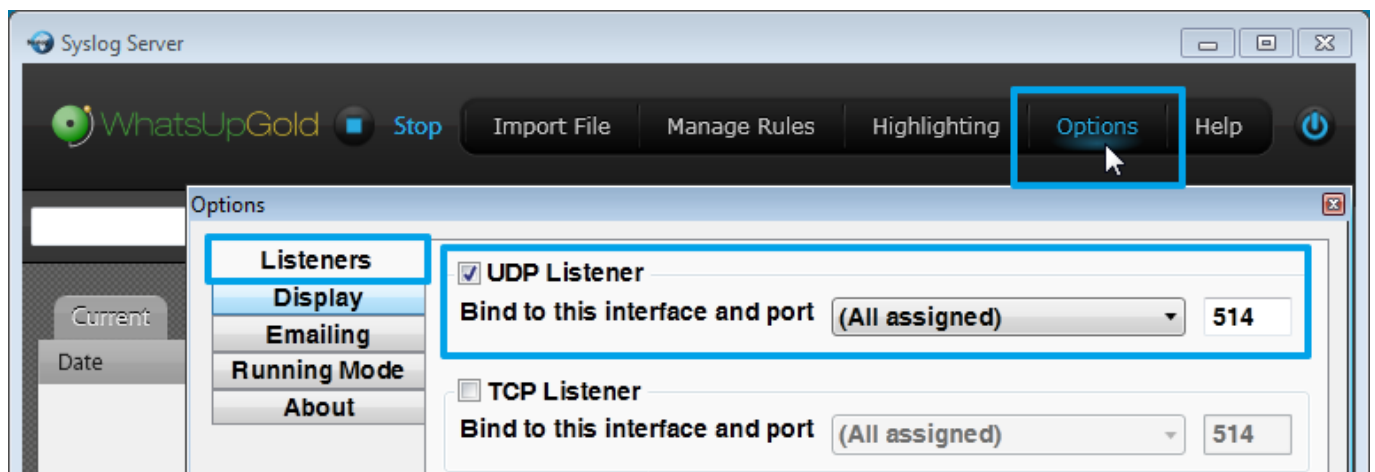 Syslog Server
WhatsUpGold Stop Import File Manage Rules Highlighting Options Help
Options
Listeners
Display
Emailing
Running Mode
About
UDP Listener
Bind to this interface and port (All assigned) 514
TCP Listener
Bind to this interface and port (All assigned) 514
Current
Date